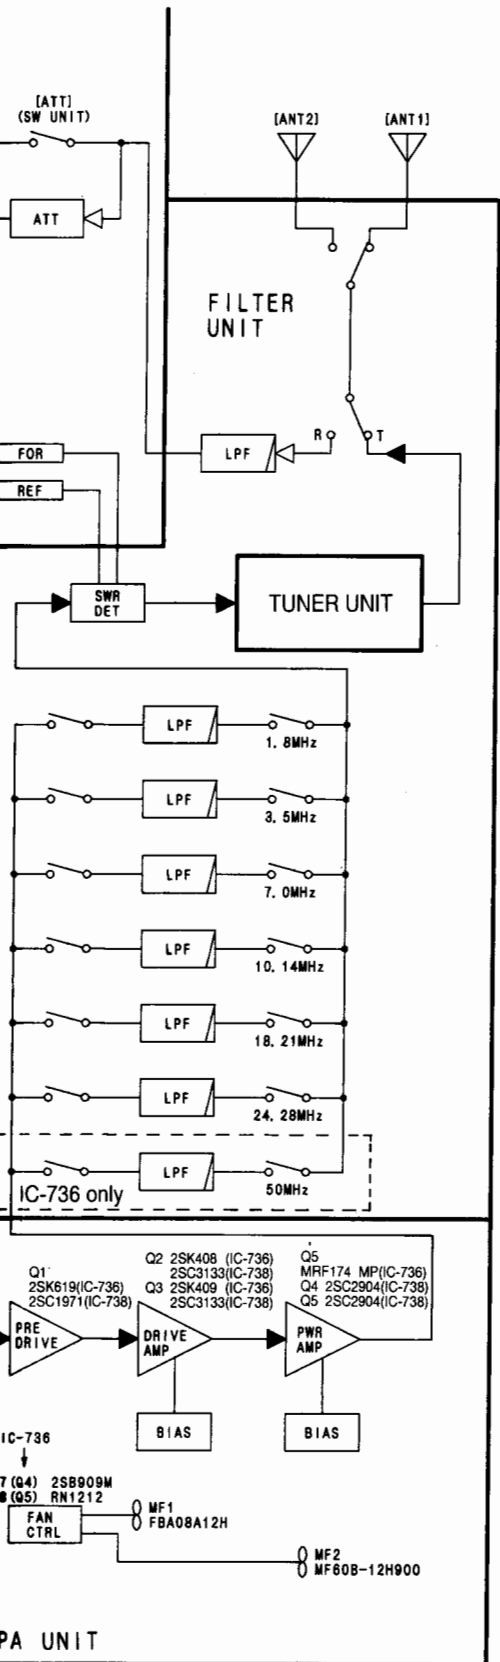 [ATT]
(SW UNIT)
[ANT2]
[ANT1]
ATT
FILTER
UNIT
R
T
LPF
FOR
REF
SWR
DET
TUNER UNIT
LPF
1. 8MHz
LPF
3. 5MHz
LPF
7. 0MHz
LPF
10. 14MHz
LPF
18. 21MHz
LPF
24. 28MHz
LPF
50MHz
IC-736 only
Q1
2SK619(IC-736)
2SC1971(IC-738)
Q2 2SK408 (IC-736)
2SC3133(IC-738)
Q3 2SK409 (IC-736)
2SC3133(IC-738)
Q5
MRF174 MP(IC-736)
Q4 2SC2904(IC-738)
Q5 2SC2904(IC-738)
PRE
DRIVE
DRIVE
AMP
PWR
AMP
BIAS
BIAS
IC-736
7 (Q4) 2SB909M
8 (Q5) RN1212
FAN
CTRL
MF1
FBA08A12H
MF2
MF60B-12H900
PA UNIT